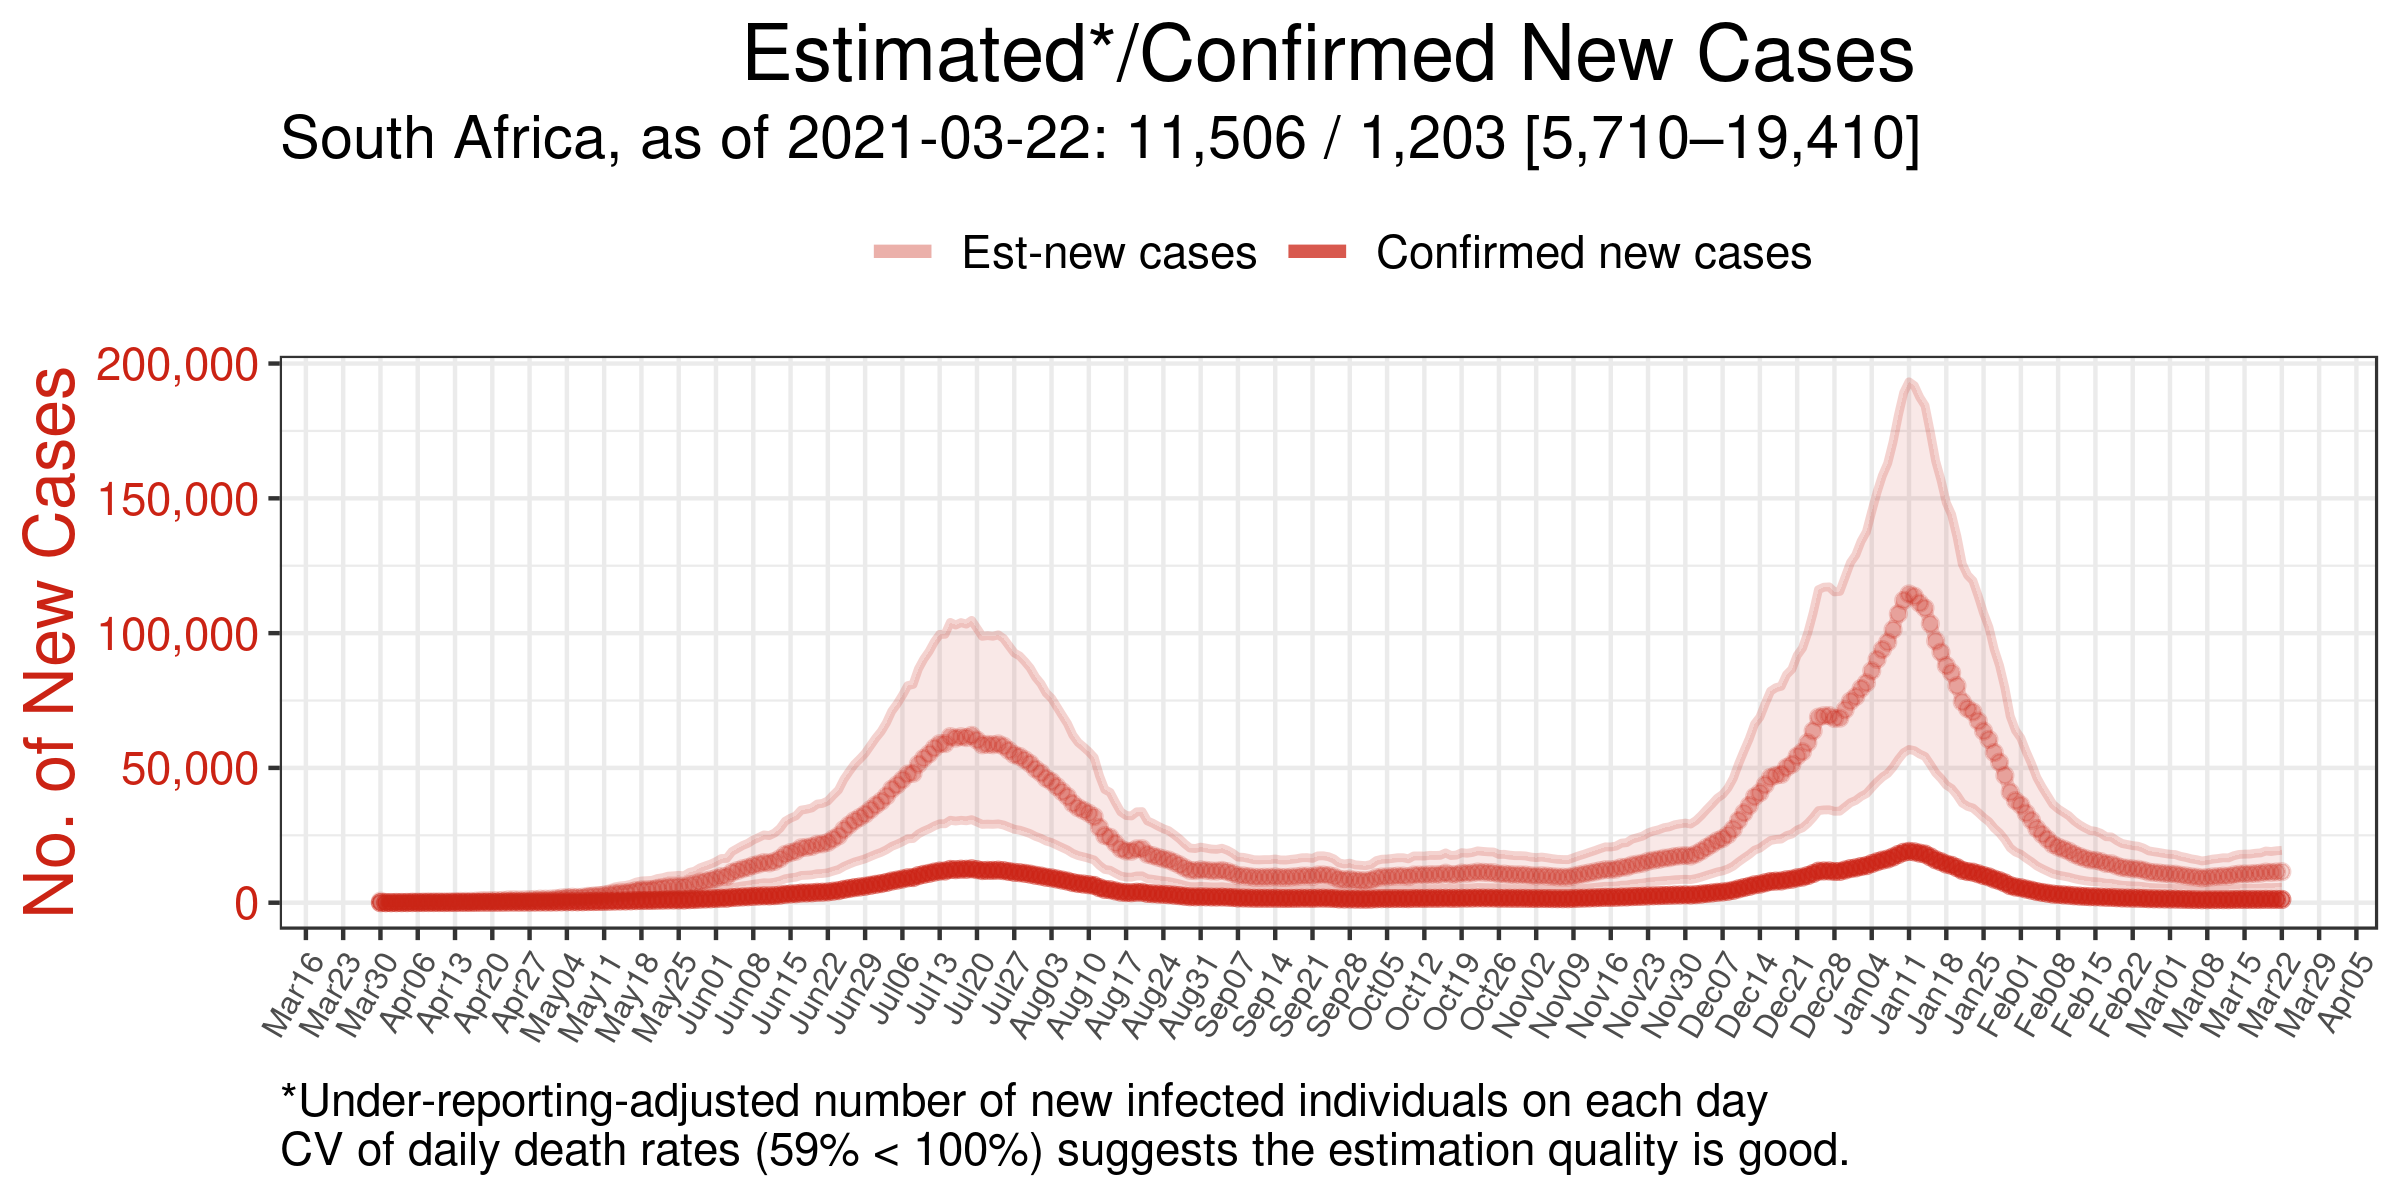 Estimated*/Confirmed New Cases
South Africa, as of 2021-03-22: 11,506 / 1,203 [5,710–19,410]
Est-new cases Confirmed new cases
No. of New Cases
200,000
150,000
100,000
50,000
0
Mar16 Mar23 Mar30 Apr06 Apr13 Apr20 Apr27 May04 May11 May18 May25 Jun01 Jun08 Jun15 Jun22 Jun29 Jul06 Jul13 Jul20 Jul27 Aug03 Aug10 Aug17 Aug24 Aug31 Sep07 Sep14 Sep21 Sep28 Oct05 Oct12 Oct19 Oct26 Nov02 Nov09 Nov16 Nov23 Nov30 Dec07 Dec14 Dec21 Dec28 Jan04 Jan11 Jan18 Jan25 Feb01 Feb08 Feb15 Feb22 Mar01 Mar08 Mar15 Mar22 Mar29 Apr05
*Under-reporting-adjusted number of new infected individuals on each day
CV of daily death rates (59% < 100%) suggests the estimation quality is good.